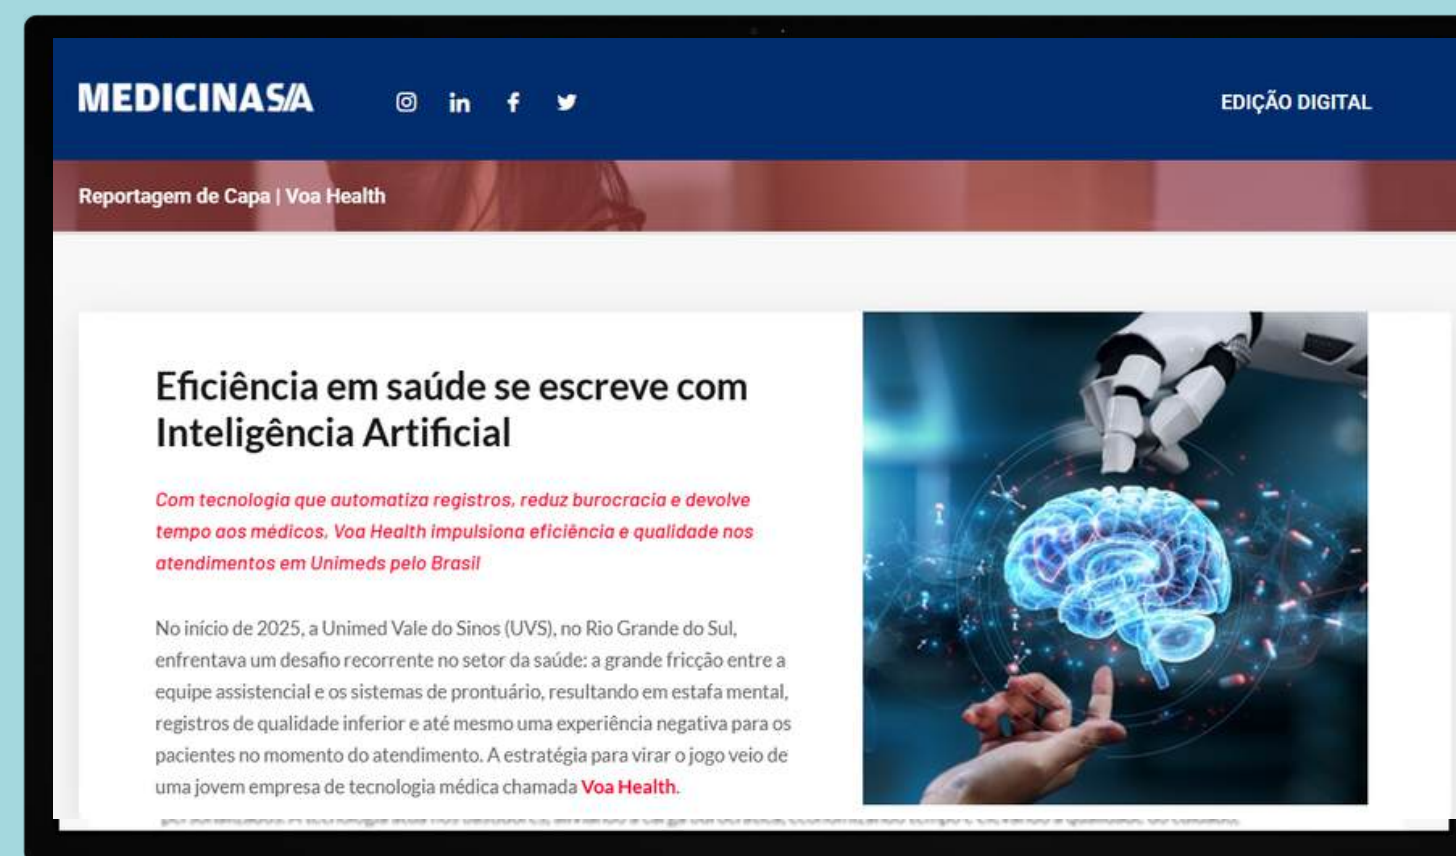 MEDICINAS/A
EDIÇÃO DIGITAL
Reportagem de Capa | Voa Health
Eficiência em saúde se escreve com
Inteligência Artificial
Com tecnologia que automatiza registros, reduz burocracia e devolve
tempo aos médicos, Voa Health impulsiona eficiência e qualidade nos
atendimentos em Unimeds pelo Brasil
No início de 2025, a Unimed Vale do Sinos (UVS), no Rio Grande do Sul,
enfrentava um desafio recorrente no setor da saúde: a grande fricção entre a
equipe assistencial e os sistemas de prontuário, resultando em estafa mental,
registros de qualidade inferior e até mesmo uma experiência negativa para os
pacientes no momento do atendimento. A estratégia para virar o jogo veio de
uma jovem empresa de tecnologia médica chamada Voa Health.